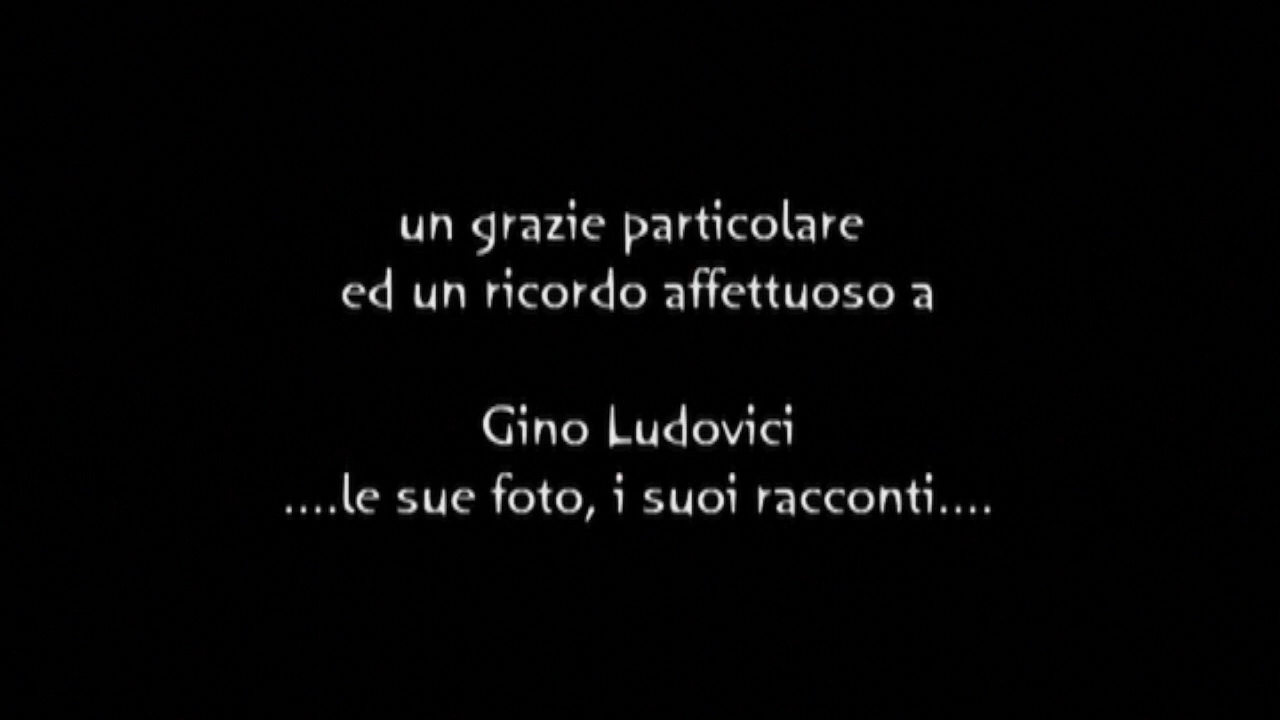 un grazie particolare
ed un ricordo affettuoso a
Gino Ludovici
....le sue foto, i suoi racconti....